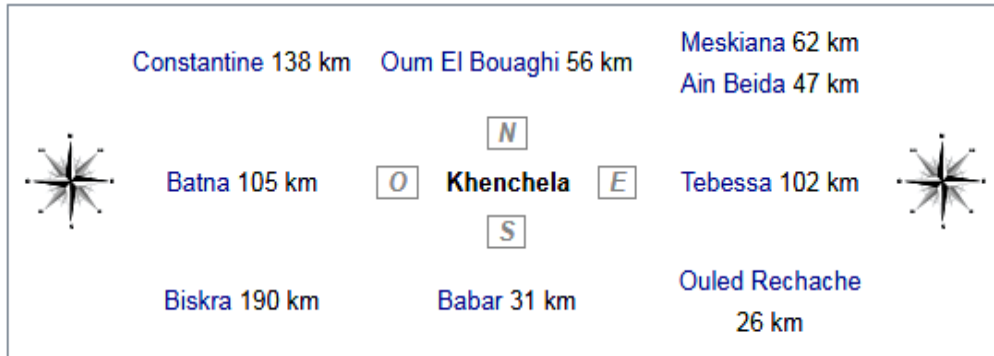 Constantine 138 km
Oum El Bouaghi 56 km
Meskiana 62 km
Ain Beida 47 km
N
Batna 105 km
O
Khenchela
E
Tebessa 102 km
S
Biskra 190 km
Babar 31 km
Ouled Rechache
26 km